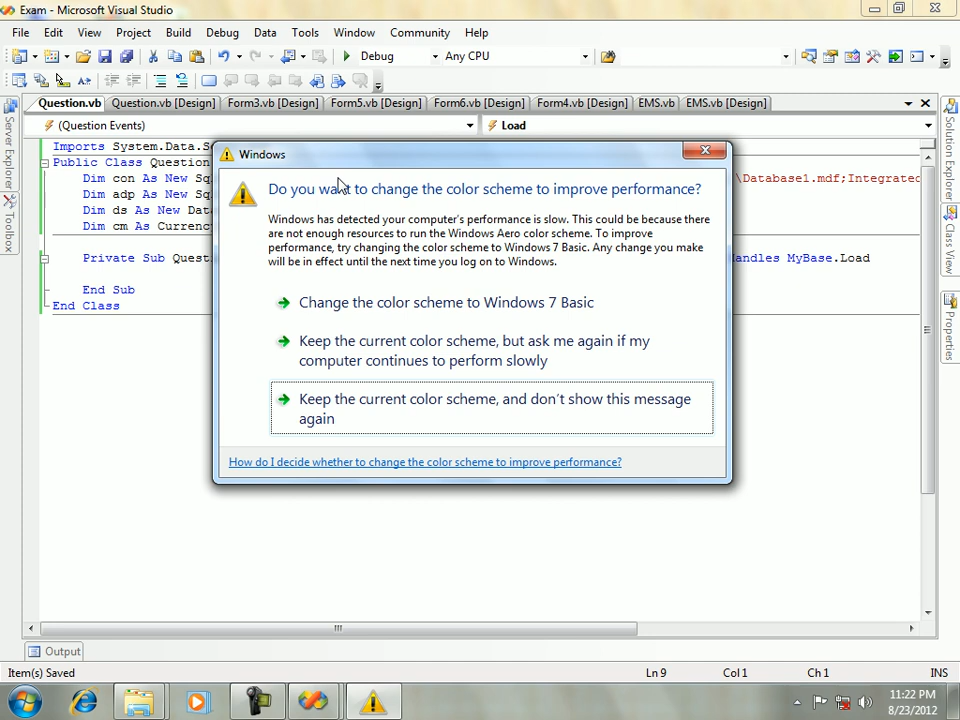 Exam - Microsoft Visual Studio
File Edit View Project Build Debug Data Tools Window Community Help
Debug Any CPU
Question.vb Question.vb [Design] Form3.vb [Design] Form5.vb [Design] Form6.vb [Design] Form4.vb [Design] EMS.vb EMS.vb [Design]
(Question Events) Load
Server Explorer
Toolbox
Solution Explorer
Class View
Properties
Imports System.Data.S
Public Class Question
Dim con As New Sq \Database1.mdf;Integrated
Dim adp As New Sq
Dim ds As New Dat
Dim cm As Currenc
Private Sub Quest Handles MyBase.Load
End Sub
End Class
Windows
Do you want to change the color scheme to improve performance?
Windows has detected your computer's performance is slow. This could be because there
are not enough resources to run the Windows Aero color scheme. To improve
performance, try changing the color scheme to Windows 7 Basic. Any change you make
will be in effect until the next time you log on to Windows.
Change the color scheme to Windows 7 Basic
Keep the current color scheme, but ask me again if my
computer continues to perform slowly
Keep the current color scheme, and don't show this message
again
How do I decide whether to change the color scheme to improve performance?
Output
Item(s) Saved Ln 9 Col 1 Ch 1 INS
11:22 PM
8/23/2012